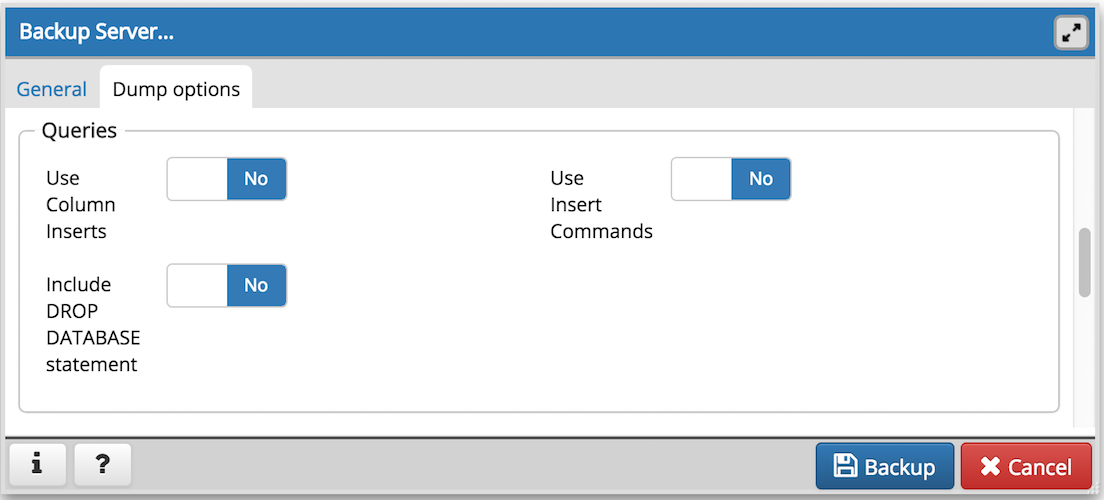 Backup Server...
General
Dump options
Queries
Use
Column
Inserts
No
Use
Insert
Commands
No
Include
DROP
DATABASE
statement
No
i
?
Backup
Cancel